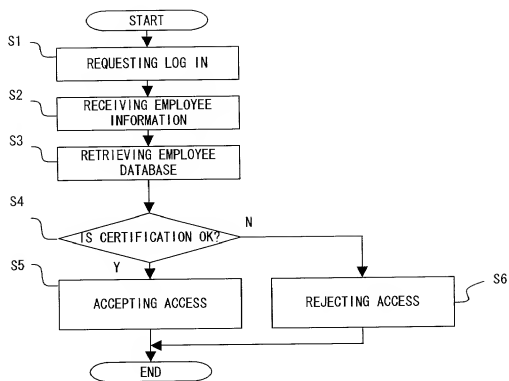 START
S1
REQUESTING LOG IN
S2
RECEIVING EMPLOYEE
INFORMATION
S3
RETRIEVING EMPLOYEE
DATABASE
S4
IS CERTIFICATION OK?
N
Y
S5
ACCEPTING ACCESS
REJECTING ACCESS
S6
END